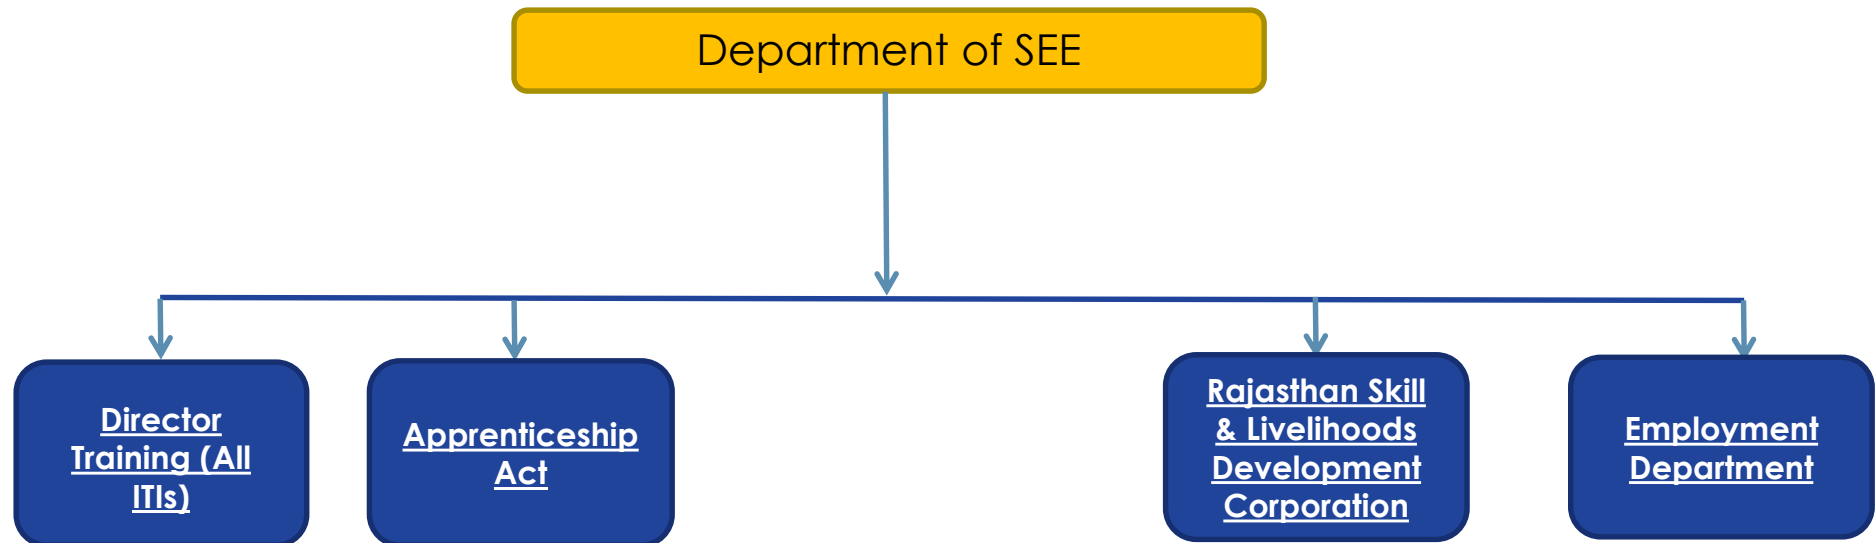 Department of SEE
Director
Training (All
ITIs)
Apprenticeship
Act
Rajasthan Skill
& Livelihoods
Development
Corporation
Employment
Department